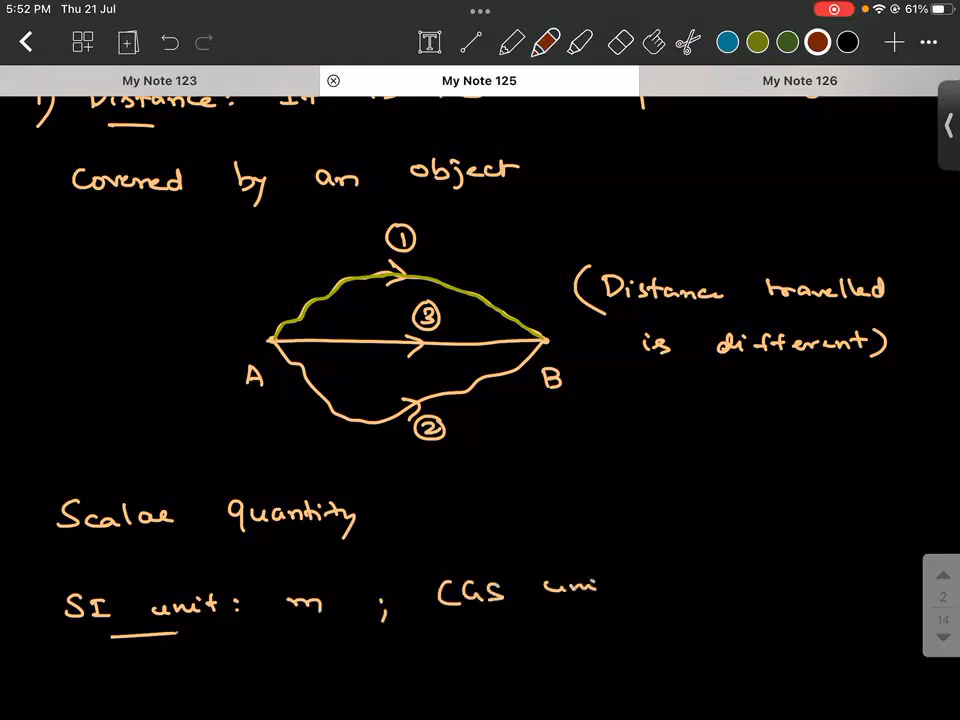 5:52 PM Thu 21 Jul
61%
My Note 123
My Note 125
My Note 126
1) Distance:
Covered by an object
1
(Distance travelled
3
is different)
A
B
2
Scalar quantity
SI unit: m ; CGS uni
2
14